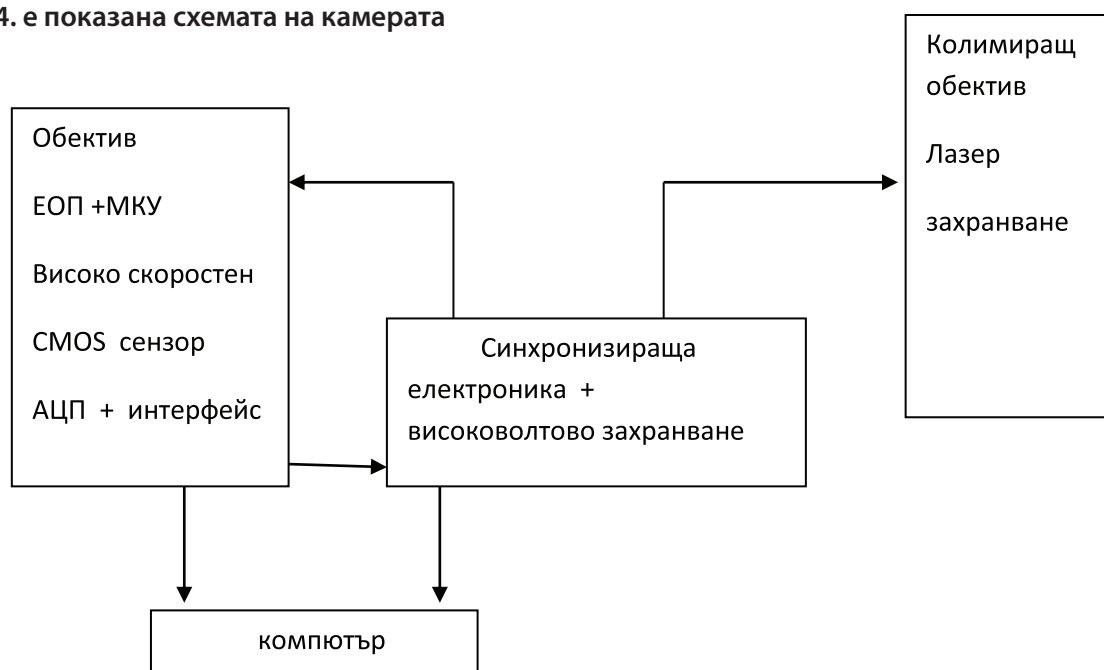 4. е показана схемата на камерата
Колимиращ
обектив
Лазер
захранване
Обектив
ЕОП +МКУ
Високо скоростен
CMOS сензор
АЦП + интерфейс
Синхронизираща
електроника +
високоволтово захранване
компютър